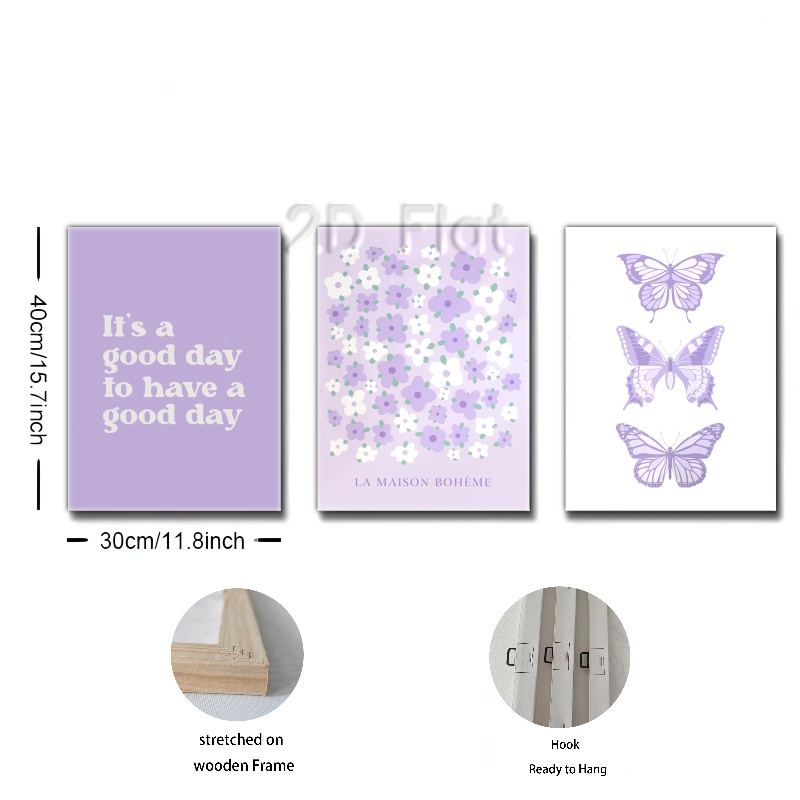 2D Flat
It's a
good day
to have a
good day
LA MAISON BOHÈME
40cm/15.7inch
30cm/11.8inch
stretched on
wooden Frame
Hook
Ready to Hang